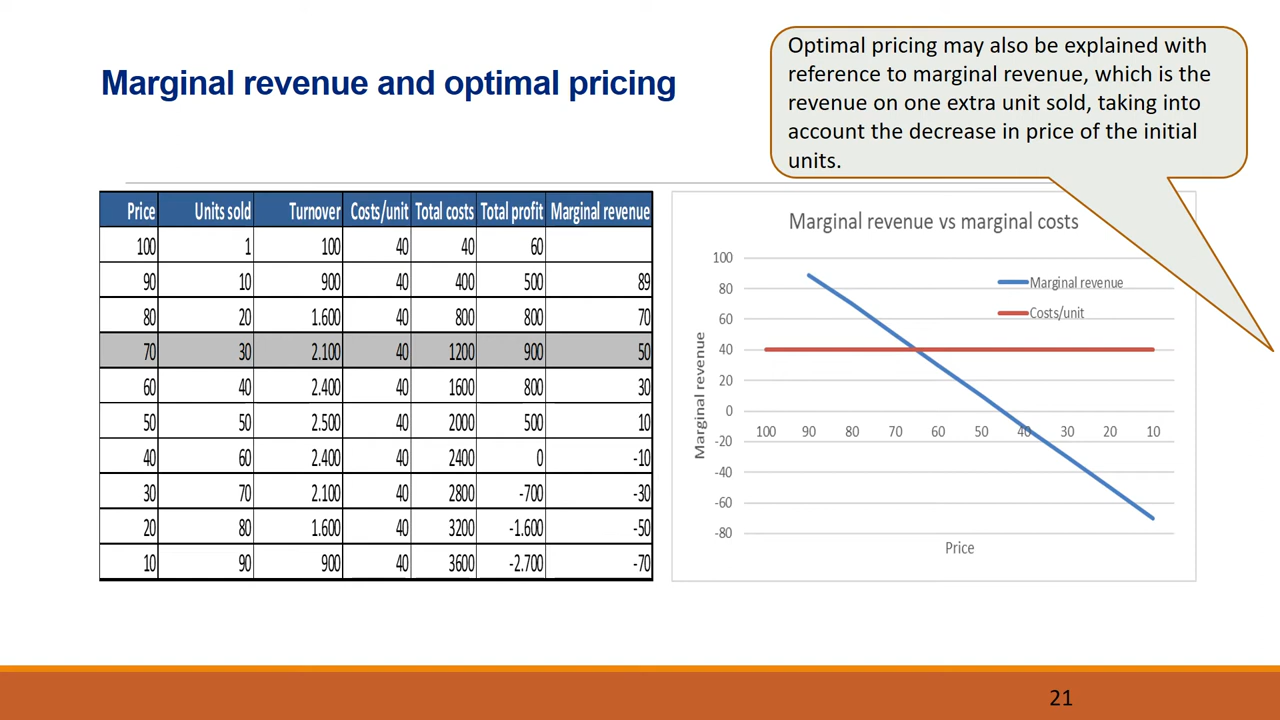 Marginal revenue and optimal pricing
Optimal pricing may also be explained with
reference to marginal revenue, which is the
revenue on one extra unit sold, taking into
account the decrease in price of the initial
units.
Price Units sold Turnover Costs/unit Total costs Total profit Marginal revenue
100 1 100 40 40 60
90 10 900 40 400 500 89
80 20 1.600 40 800 800 70
70 30 2.100 40 1200 900 50
60 40 2.400 40 1600 800 30
50 50 2.500 40 2000 500 10
40 60 2.400 40 2400 0 -10
30 70 2.100 40 2800 -700 -30
20 80 1.600 40 3200 -1.600 -50
10 90 900 40 3600 -2.700 -70
Marginal revenue vs marginal costs
Marginal revenue
Costs/unit
Marginal revenue
100
80
60
40
20
0
-20
-40
-60
-80
100 90 80 70 60 50 40 30 20 10
Price
21